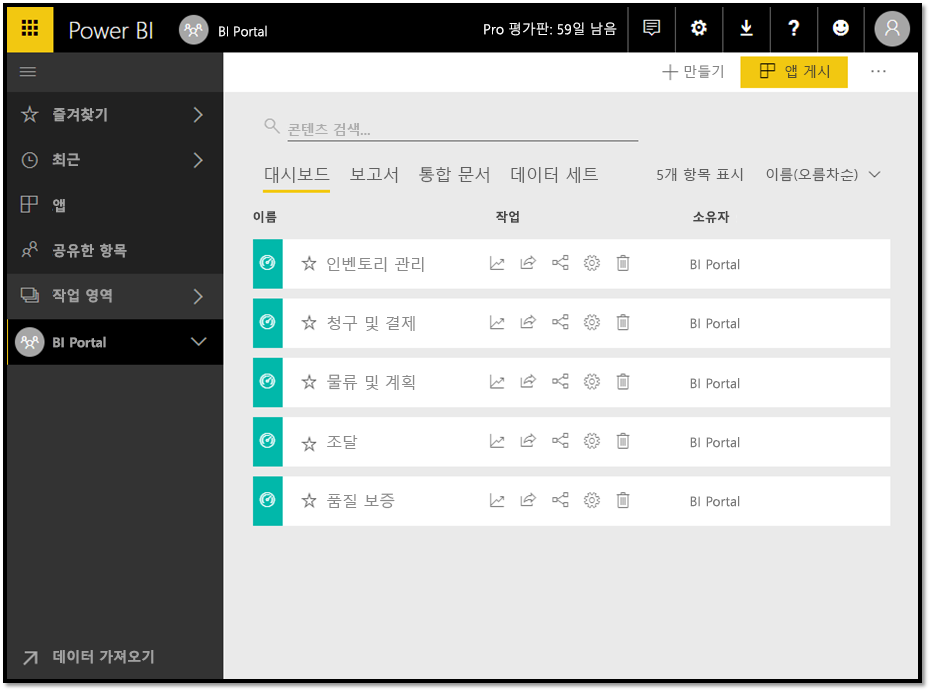 Power BI BI Portal Pro 평가판: 59일 남음 ?
만들기 앱 게시 ...
즐겨찾기
최근
앱
공유한 항목
작업 영역
BI Portal
데이터 가져오기
콘텐츠 검색...
대시보드 보고서 통합 문서 데이터 세트 5개 항목 표시 이름(오름차순)
이름 작업 소유자
인벤토리 관리 BI Portal
청구 및 결제 BI Portal
물류 및 계획 BI Portal
조달 BI Portal
품질 보증 BI Portal